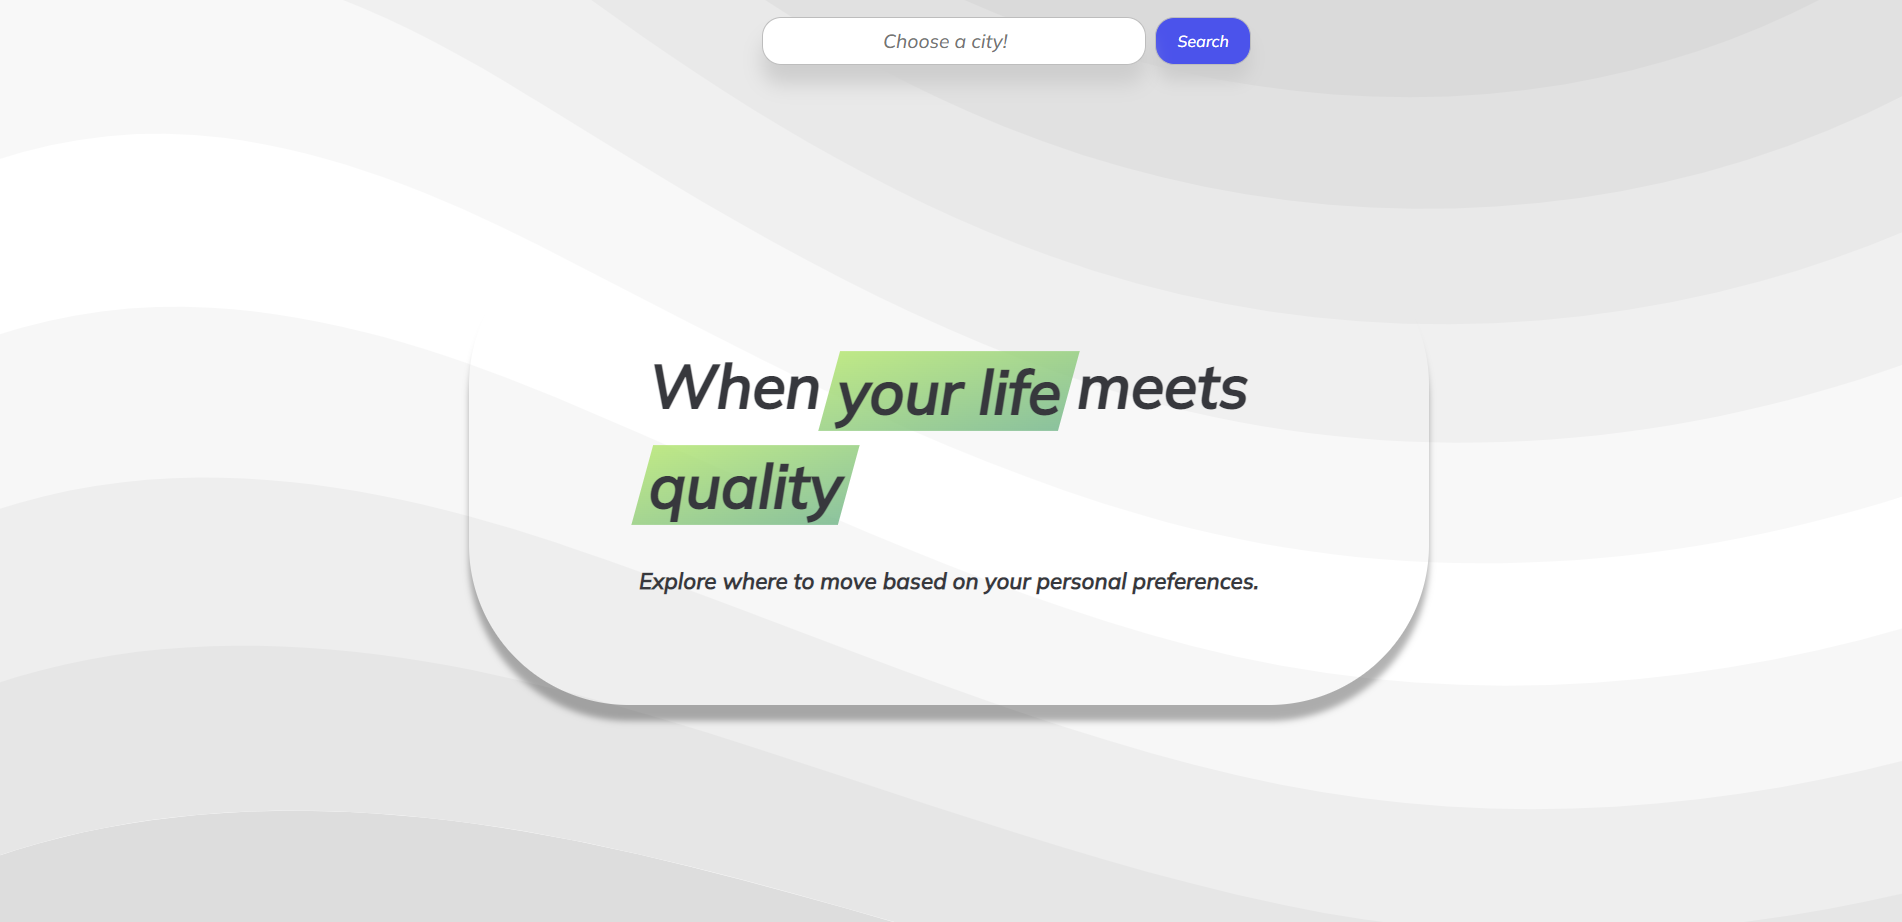 Choose a city!
Search
When your life meets
quality
Explore where to move based on your personal preferences.